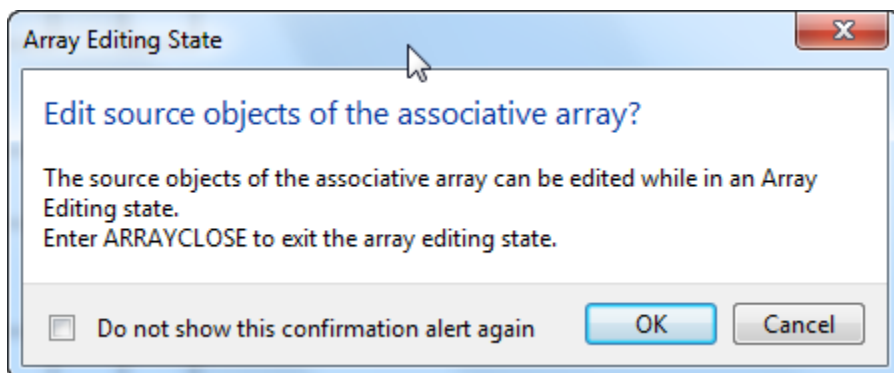 Array Editing State
Edit source objects of the associative array?
The source objects of the associative array can be edited while in an Array
Editing state.
Enter ARRAYCLOSE to exit the array editing state.
Do not show this confirmation alert again
OK
Cancel